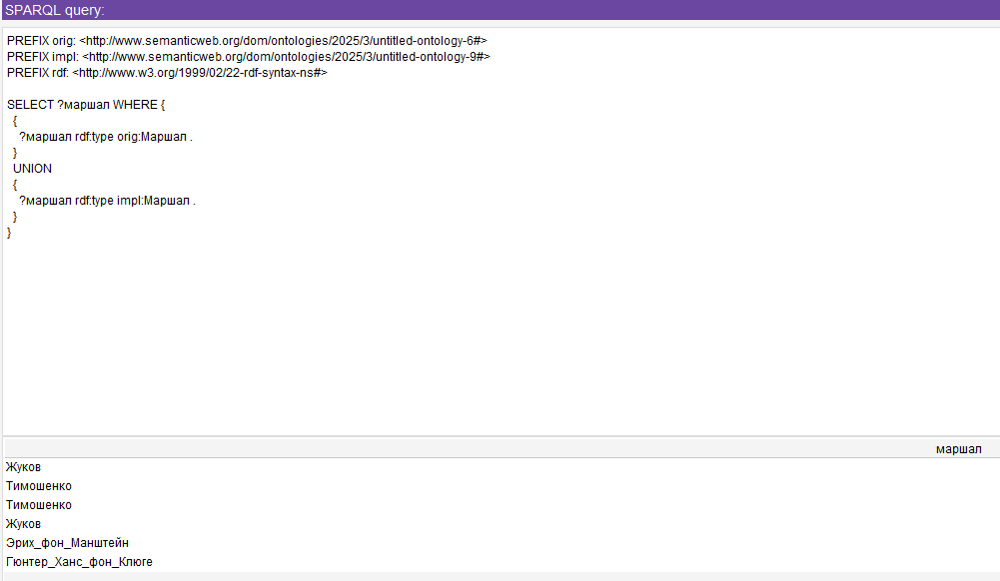 SPARQL query:
PREFIX orig: <http://www.semanticweb.org/dom/ontologies/2025/3/untitled-ontology-6#>
PREFIX impl: <http://www.semanticweb.org/dom/ontologies/2025/3/untitled-ontology-9#>
PREFIX rdf: <http://www.w3.org/1999/02/22-rdf-syntax-ns#>
SELECT ?маршал WHERE {
{
?маршал rdf:type orig:Маршал .
}
UNION
{
?маршал rdf:type impl:Маршал .
}
}
маршал
Жуков
Тимошенко
Тимошенко
Жуков
Эрих_фон_Манштейн
Гюнтер_Ханс_фон_Клюге